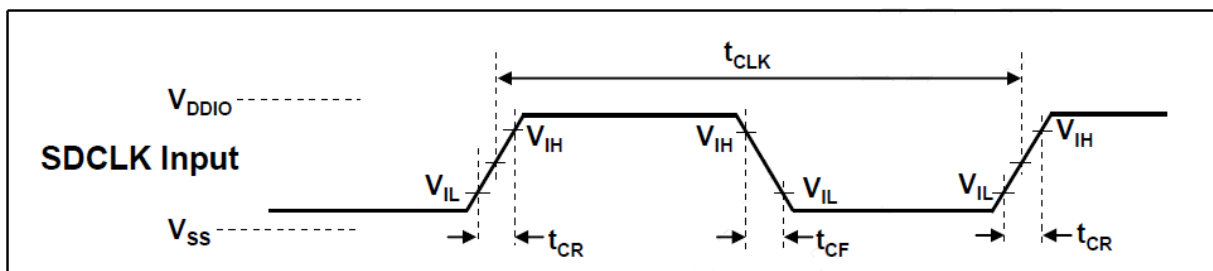 tCLK
VDDIO
VIH VIH VIH
SDCLK Input
VIL VIL VIL
VSS
tCR tCF tCR